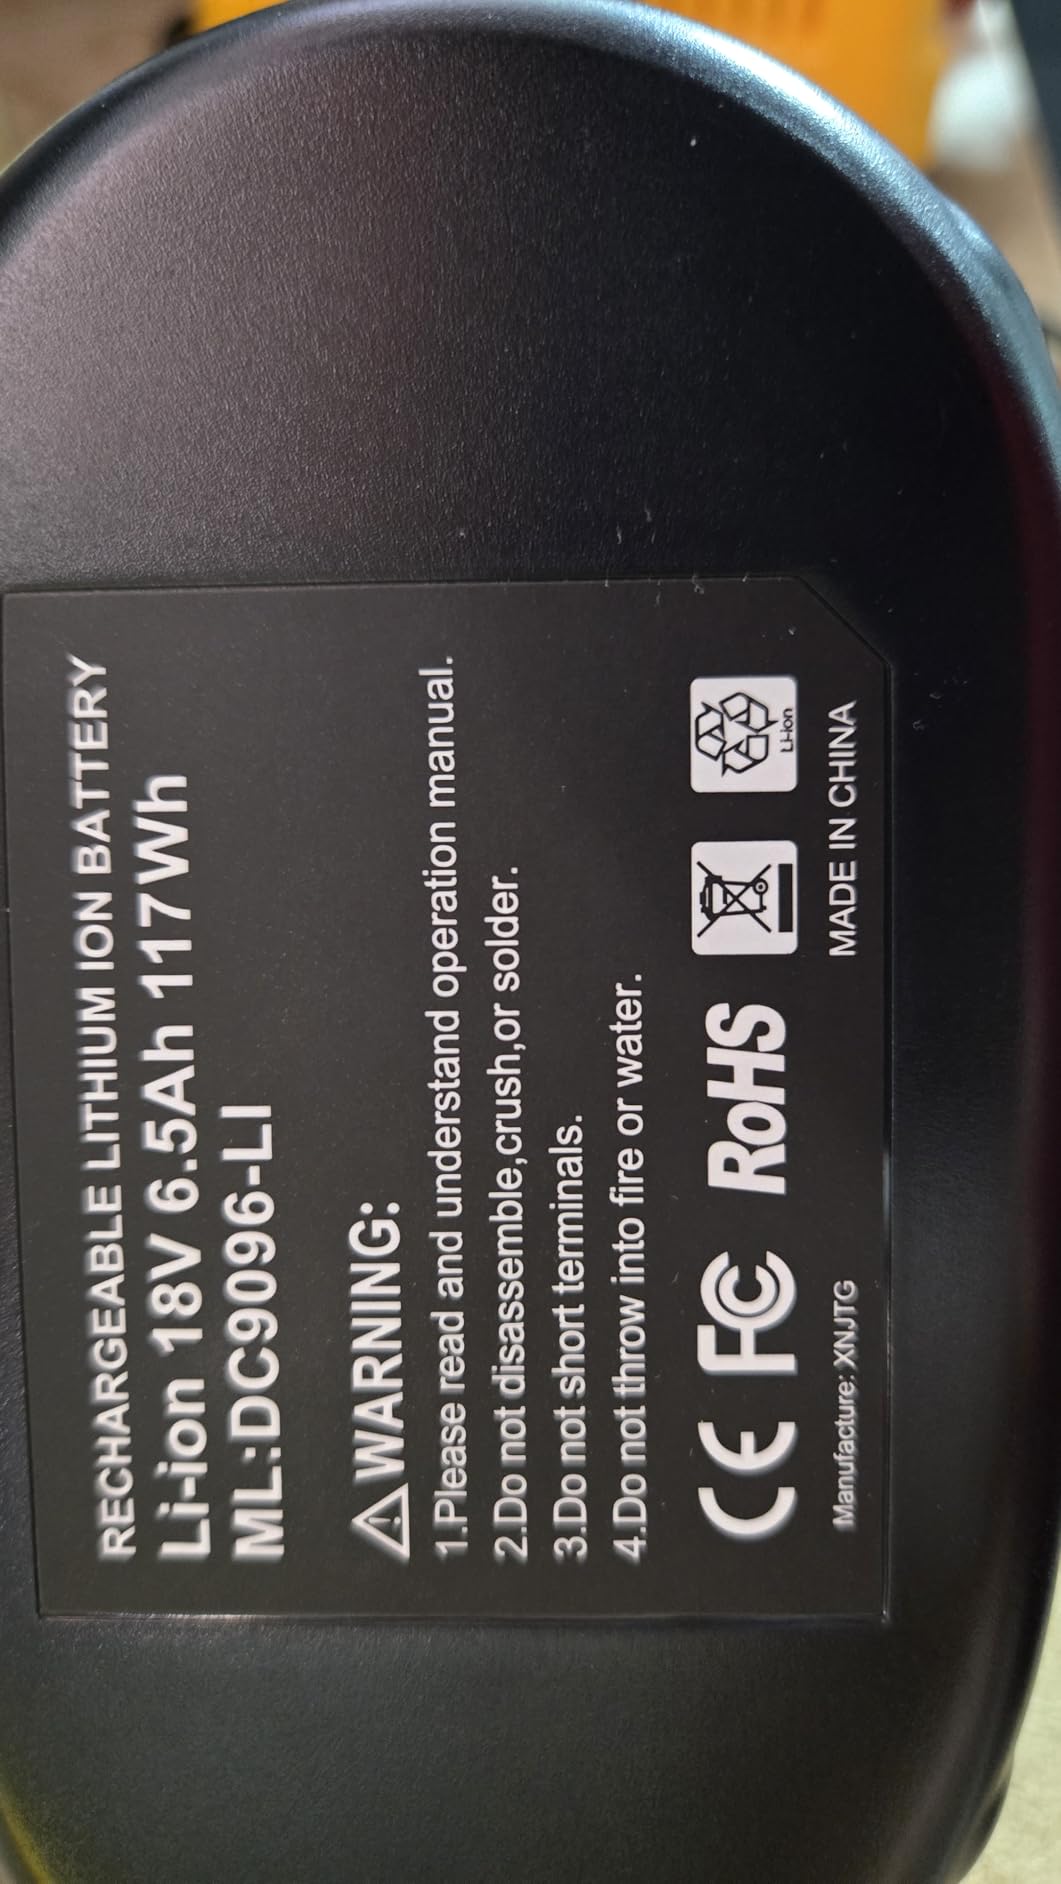 RECHARGEABLE LITHIUM ION BATTERY
Li-ion 18V 6.5Ah 117Wh
ML:DC9096-LI
WARNING:
1.Please read and understand operation manual.
2.Do not disassemble,crush,or solder.
3.Do not short terminals.
4.Do not throw into fire or water.
CE FC RoHS Li-ion
Manufacture: XNJTG MADE IN CHINA